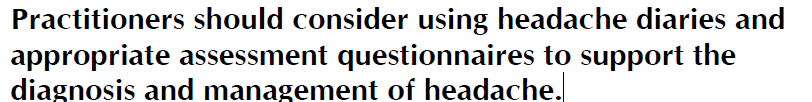 Practitioners should consider using headache diaries and
appropriate assessment questionnaires to support the
diagnosis and management of headache.